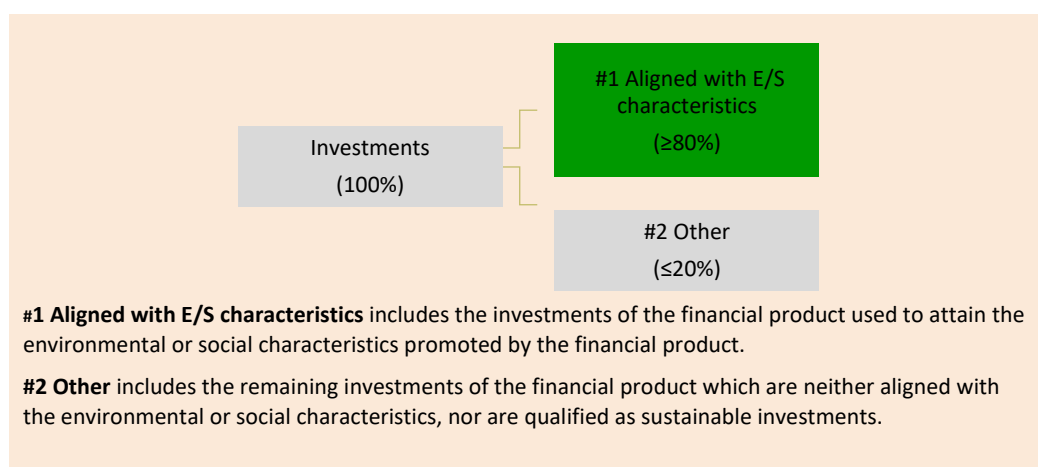 #1 Aligned with E/S
characteristics
(≥80%)
Investments
(100%)
#2 Other
(≤20%)
#1 Aligned with E/S characteristics includes the investments of the financial product used to attain the
environmental or social characteristics promoted by the financial product.
#2 Other includes the remaining investments of the financial product which are neither aligned with
the environmental or social characteristics, nor are qualified as sustainable investments.